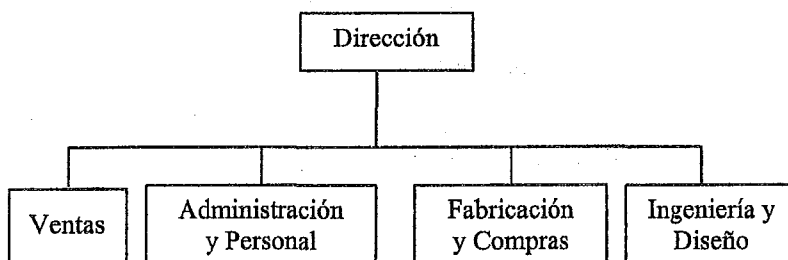 Dirección
Ventas
Administración
y Personal
Fabricación
y Compras
Ingeniería y
Diseño